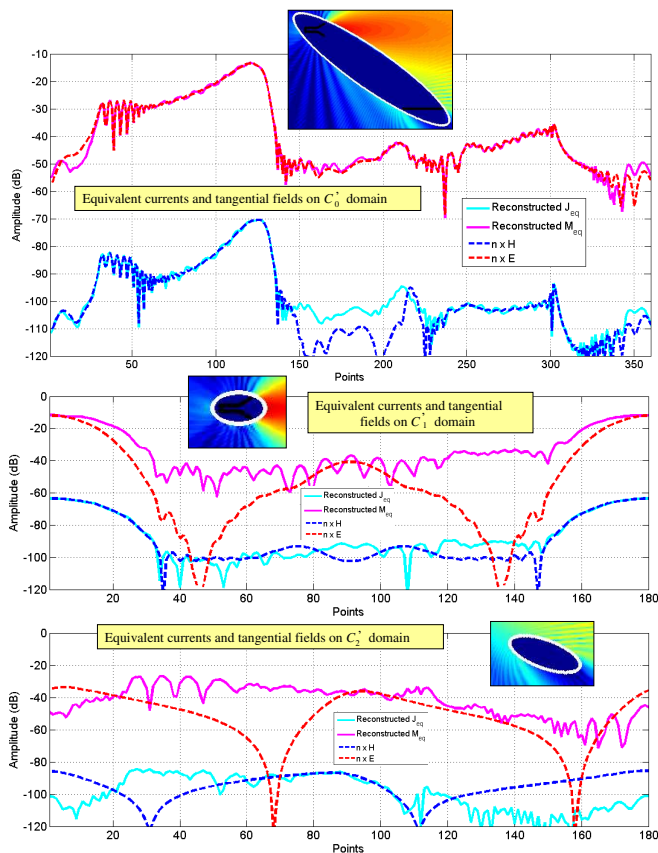 -10
-20
-30
-40
-50
-60
-70
-80
-90
-100
-110
-120
Amplitude (dB)
Equivalent currents and tangential fields on C'0 domain
Reconstructed Jeq
Reconstructed Meq
n x H
n x E
50 100 150 200 250 300 350
Points
0
-20
-40
-60
-80
-100
-120
Amplitude (dB)
Equivalent currents and tangential
fields on C'1 domain
Reconstructed Jeq
Reconstructed Meq
n x H
n x E
20 40 60 80 100 120 140 160 180
Points
0
-20
-40
-60
-80
-100
-120
Amplitude (dB)
Equivalent currents and tangential fields on C'2 domain
Reconstructed Jeq
Reconstructed Meq
n x H
n x E
20 40 60 80 100 120 140 160 180
Points